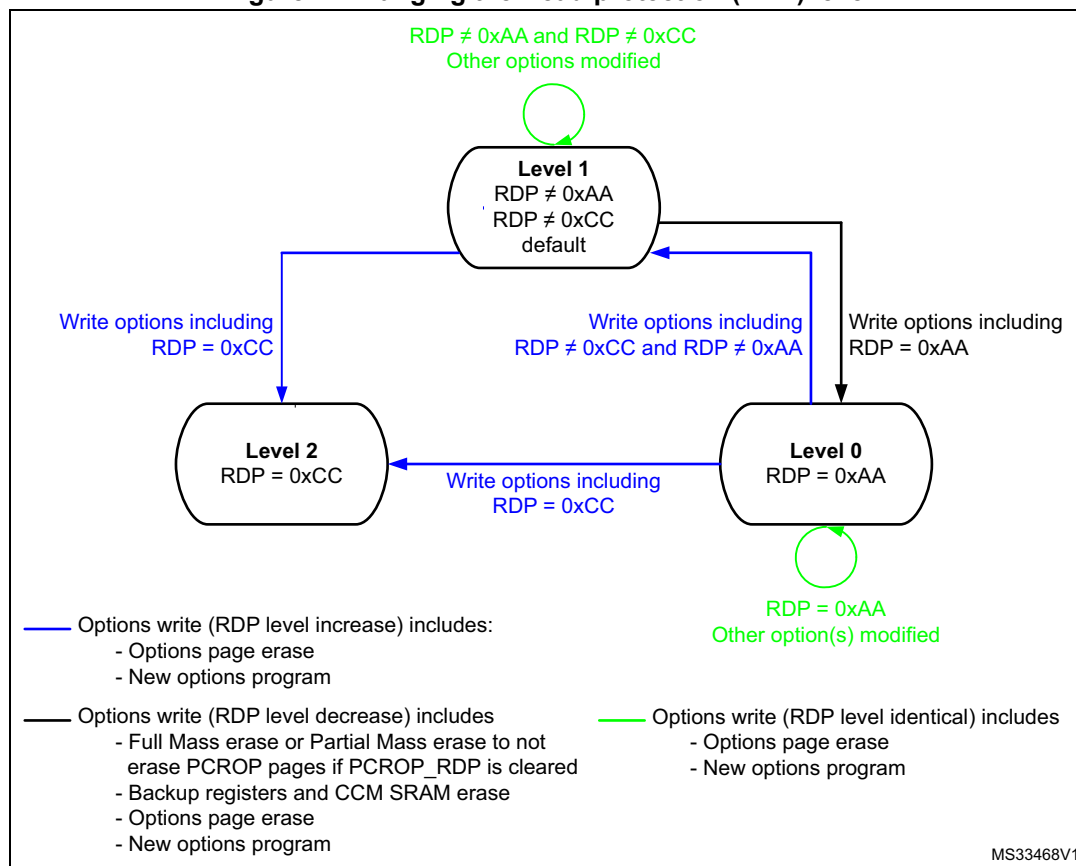 RDP ≠ 0xAA and RDP ≠ 0xCC
Other options modified
Level 1
RDP ≠ 0xAA
RDP ≠ 0xCC
default
Write options including
RDP = 0xCC
Write options including
RDP ≠ 0xCC and RDP ≠ 0xAA
Write options including
RDP = 0xAA
Level 2
RDP = 0xCC
Level 0
RDP = 0xAA
Write options including
RDP = 0xCC
RDP = 0xAA
Other option(s) modified
Options write (RDP level increase) includes:
- Options page erase
- New options program
Options write (RDP level decrease) includes
- Full Mass erase or Partial Mass erase to not
erase PCROP pages if PCROP_RDP is cleared
- Backup registers and CCM SRAM erase
- Options page erase
- New options program
Options write (RDP level identical) includes
- Options page erase
- New options program
MS33468V1